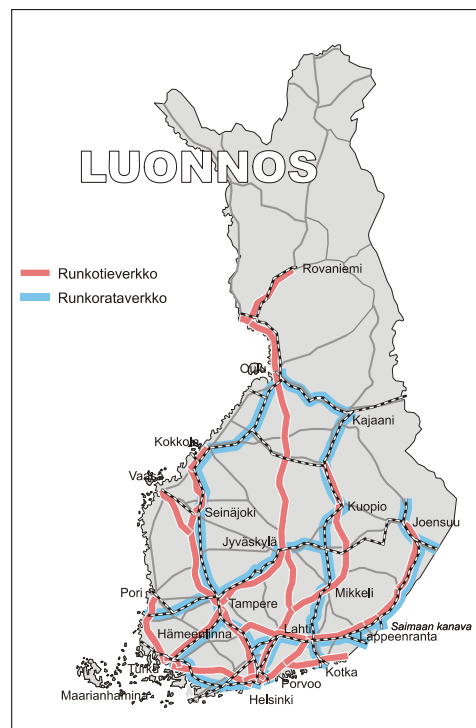 LUONNOS
Rovaniemi
Runkotieverkko
Runkorataverkko
Oulu
Kajaani
Kokkola
Vaasa
Seinäjoki
Kuopio
Joensuu
Jyväskylä
Pori
Tampere
Mikkeli
Hämeenlinna
Lahti
Saimaan kanava
Lappeenranta
Turku
Kotka
Porvoo
Maarianhamina
Helsinki